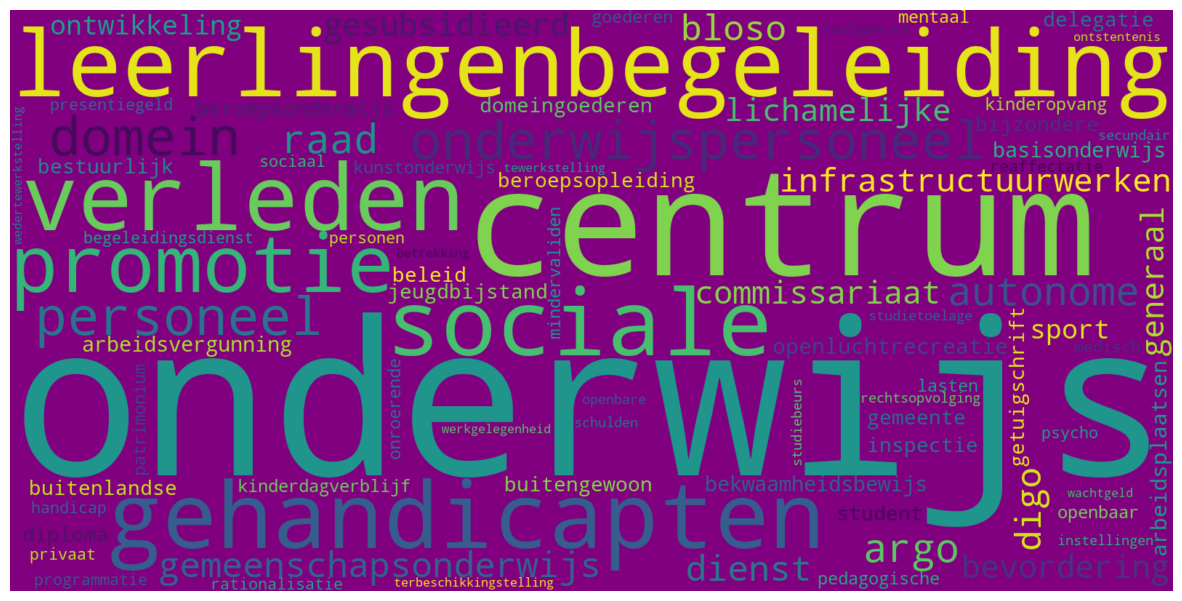 ontwikkeling gesubsidieerd goederen bloso mentaal delegatie
leerlingenbegeleiding ontstentenis
presentiegeld beroepsonderwijs domeingoederen lichamelijke kinderopvang
domein raad onderwijspersoneel bijzondere secundair
bestuurlijk sociaal kunstonderwijs tewerkstelling basisonderwijs
reaffectatie
wedertewerkstelling
verleden beroepsopleiding centrum infrastructuurwerken
begeleidingsdienst personen
promotie betrekking
beleid mindervaliden generaal
jeugdbijstand commissariaat autonome
personeel sociale studietoelage sport
arbeidsvergunning openluchtrecreatie medisch
onderwijs
patrimonium onroerende openbare studiebeurs lasten getuigschrift arbeidsplaatsen
rechtsopvolging
werkgelegenheid schulden gemeente psycho
inspectie
buitenlandse kinderdagverblijf buitengewoon bekwaamheidsbewijs digo wachtgeld
handicap gehandicapten student openbaar
diploma argo instellingen
privaat gemeenschapsonderwijs dienst bevordering
programmatie rationalisatie terbeschikkingstelling pedagogische